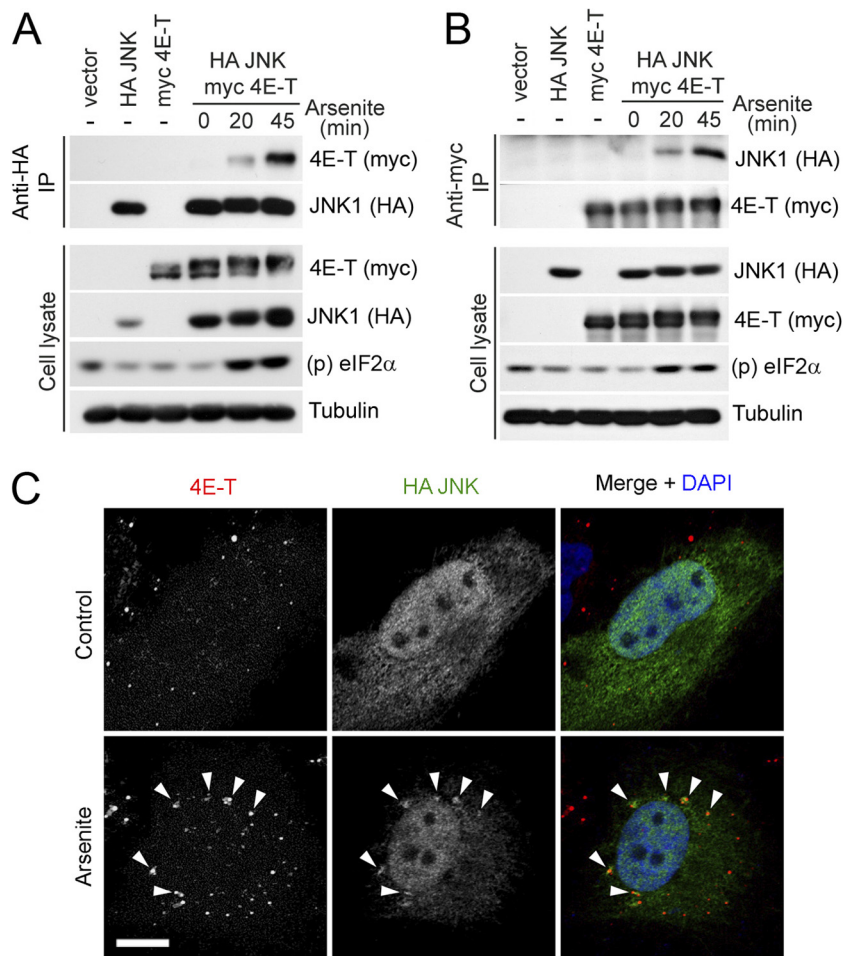 A
vector
HA JNK
myc 4E-T
HA JNK
myc 4E-T
Arsenite
(min)
- - - 0 20 45
Anti-HA
IP
4E-T (myc)
JNK1 (HA)
Cell lysate
4E-T (myc)
JNK1 (HA)
(p) eIF2α
Tubulin
B
vector
HA JNK
myc 4E-T
HA JNK
myc 4E-T
Arsenite
(min)
- - - 0 20 45
Anti-myc
IP
JNK1 (HA)
4E-T (myc)
Cell lysate
JNK1 (HA)
4E-T (myc)
(p) eIF2α
Tubulin
C
4E-T
HA JNK
Merge + DAPI
Control
Arsenite